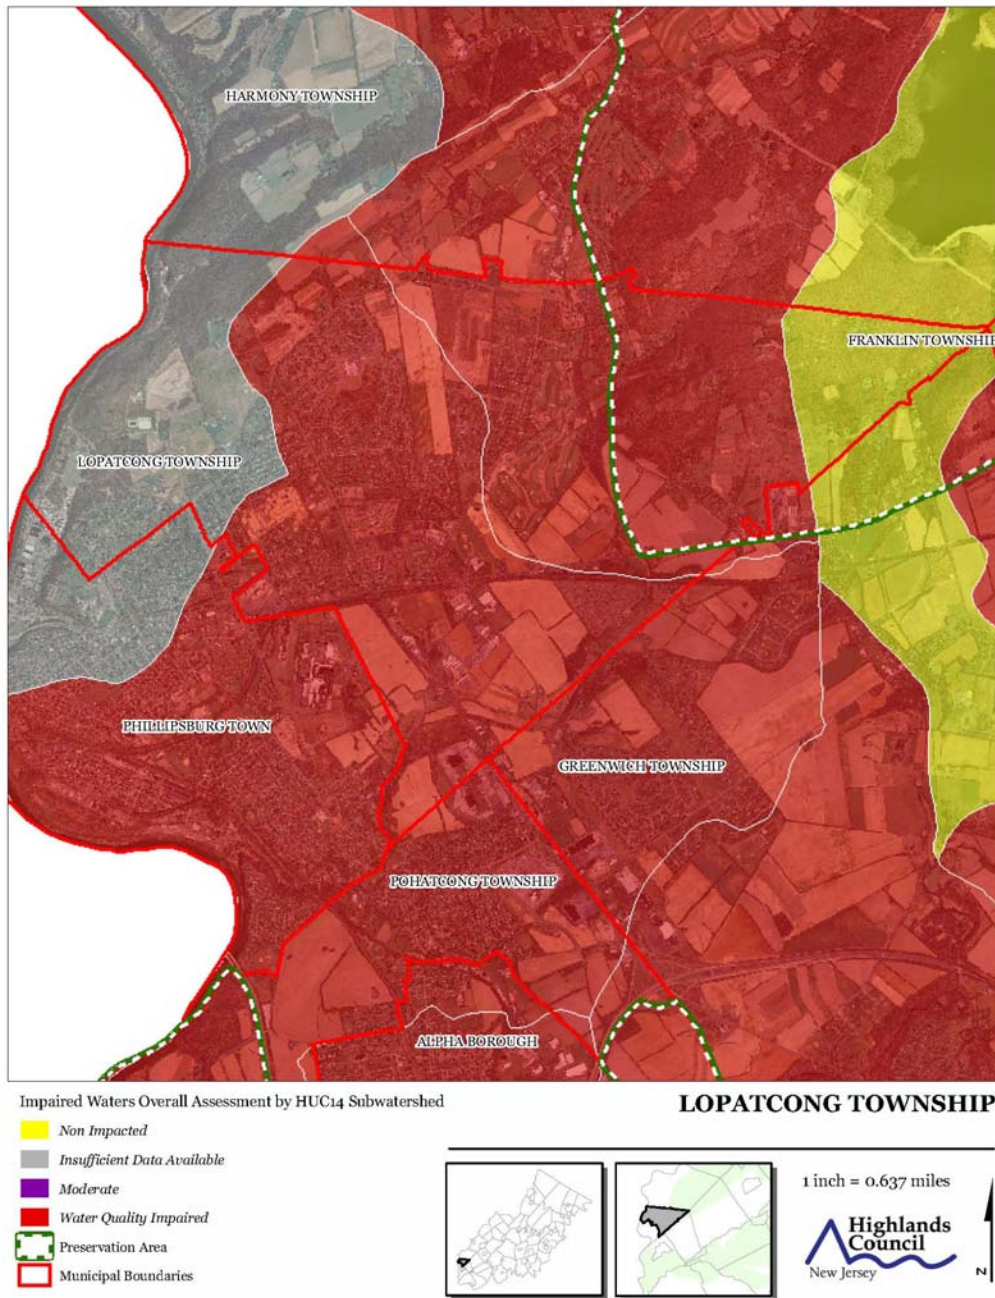 HARMONY TOWNSHIP
FRANKLIN TOWNSHIP
LOPATCONG TOWNSHIP
PHILLIPSBURG TOWN
GREENWICH TOWNSHIP
POHATCONG TOWNSHIP
ALPHA BOROUGH
Impaired Waters Overall Assessment by HUC14 Subwatershed
Non Impacted
Insufficient Data Available
Moderate
Water Quality Impaired
Preservation Area
Municipal Boundaries
LOPATCONG TOWNSHIP
1 inch = 0.637 miles
Highlands
Council
New Jersey
N